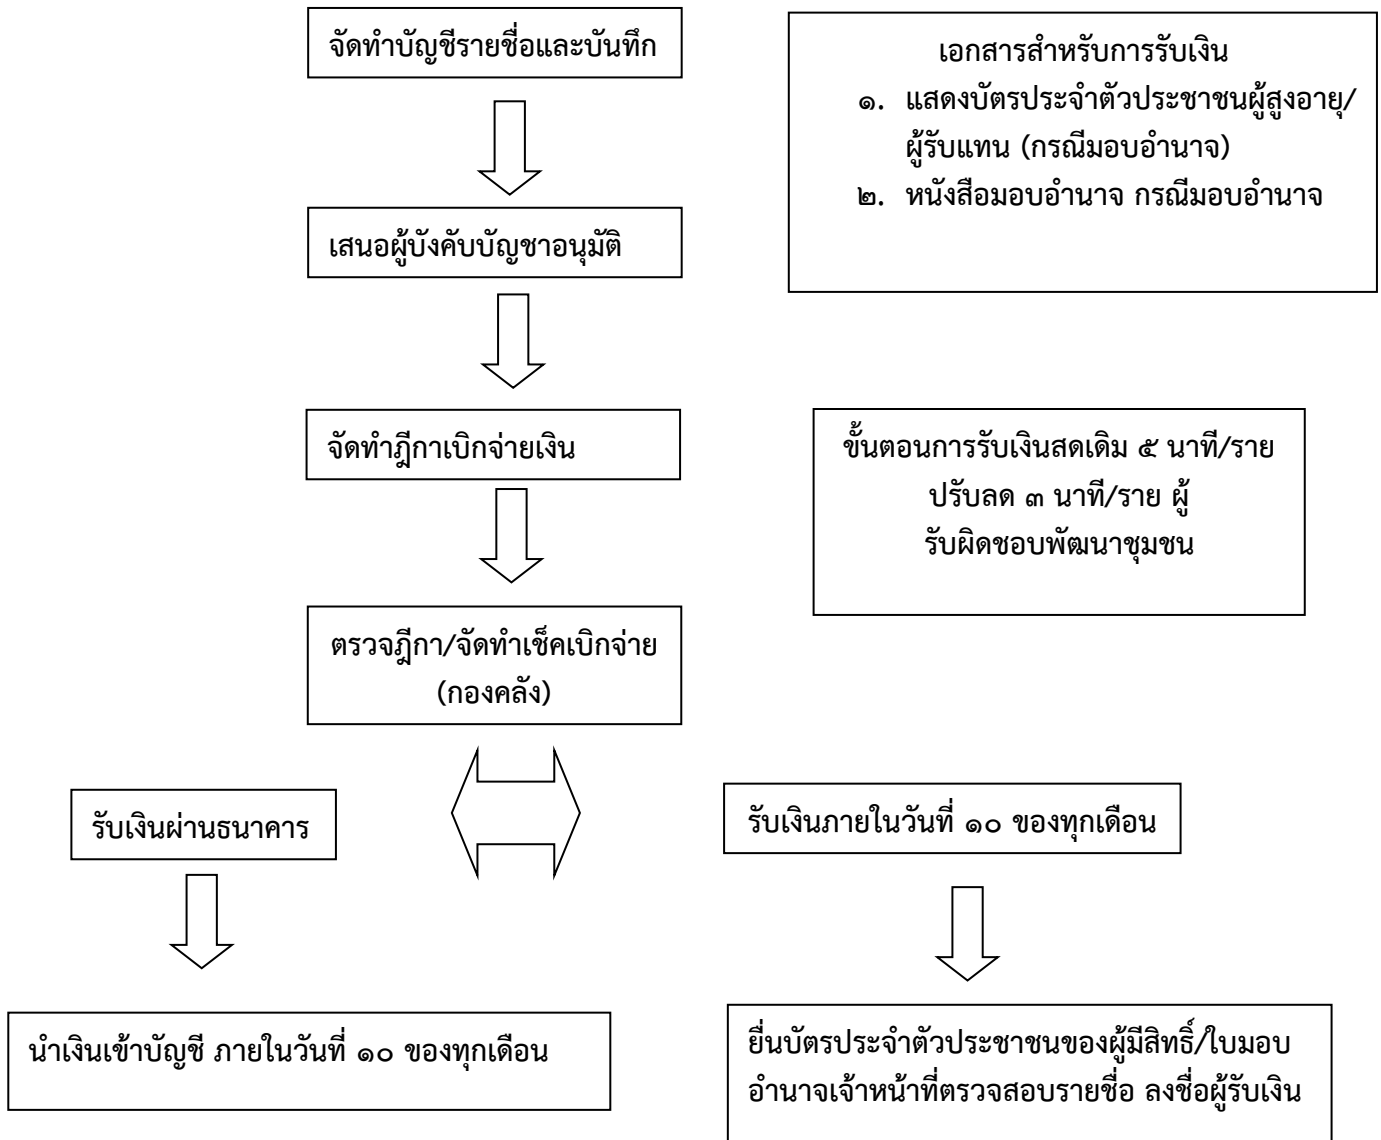 จัดทำบัญชีรายชื่อและบันทึก
เอกสารสำหรับการรับเงิน
๑. แสดงบัตรประจำตัวประชาชนผู้สูงอายุ/
ผู้รับแทน (กรณีมอบอำนาจ)
๒. หนังสือมอบอำนาจ กรณีมอบอำนาจ
เสนอผู้บังคับบัญชาอนุมัติ
จัดทำฎีกาเบิกจ่ายเงิน
ขั้นตอนการรับเงินสดเดิม ๕ นาที/ราย
ปรับลด ๓ นาที/ราย ผู้
รับผิดชอบพัฒนาชุมชน
ตรวจฎีกา/จัดทำเช็คเบิกจ่าย
(กองคลัง)
รับเงินผ่านธนาคาร
รับเงินภายในวันที่ ๑๐ ของทุกเดือน
นำเงินเข้าบัญชี ภายในวันที่ ๑๐ ของทุกเดือน
ยื่นบัตรประจำตัวประชาชนของผู้มีสิทธิ์/ใบมอบ
อำนาจเจ้าหน้าที่ตรวจสอบรายชื่อ ลงชื่อผู้รับเงิน